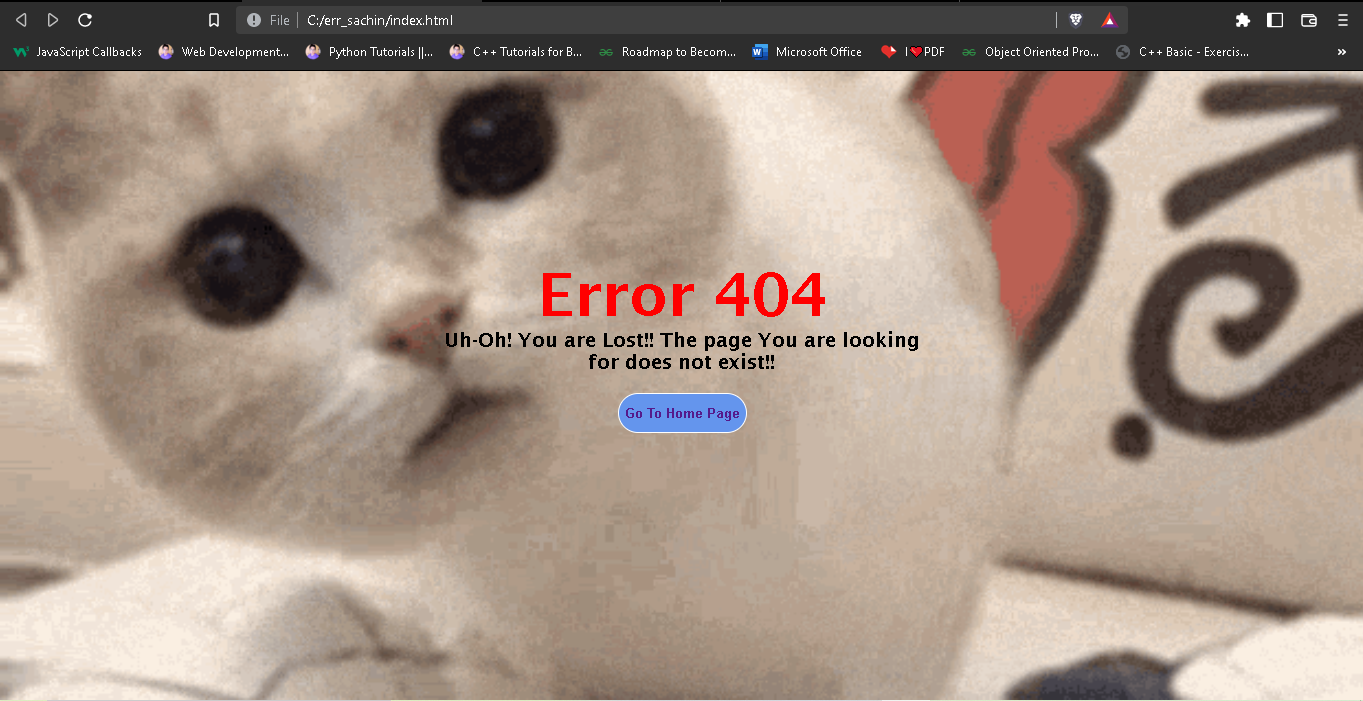 File
C:/err_sachin/index.html
JavaScript Callbacks
Web Development...
Python Tutorials ||...
C++ Tutorials for B...
Roadmap to Becom...
Microsoft Office
I❤PDF
Object Oriented Pro...
C++ Basic - Exercis...
»
Error 404
Uh-Oh! You are Lost!! The page You are looking
for does not exist!!
Go To Home Page